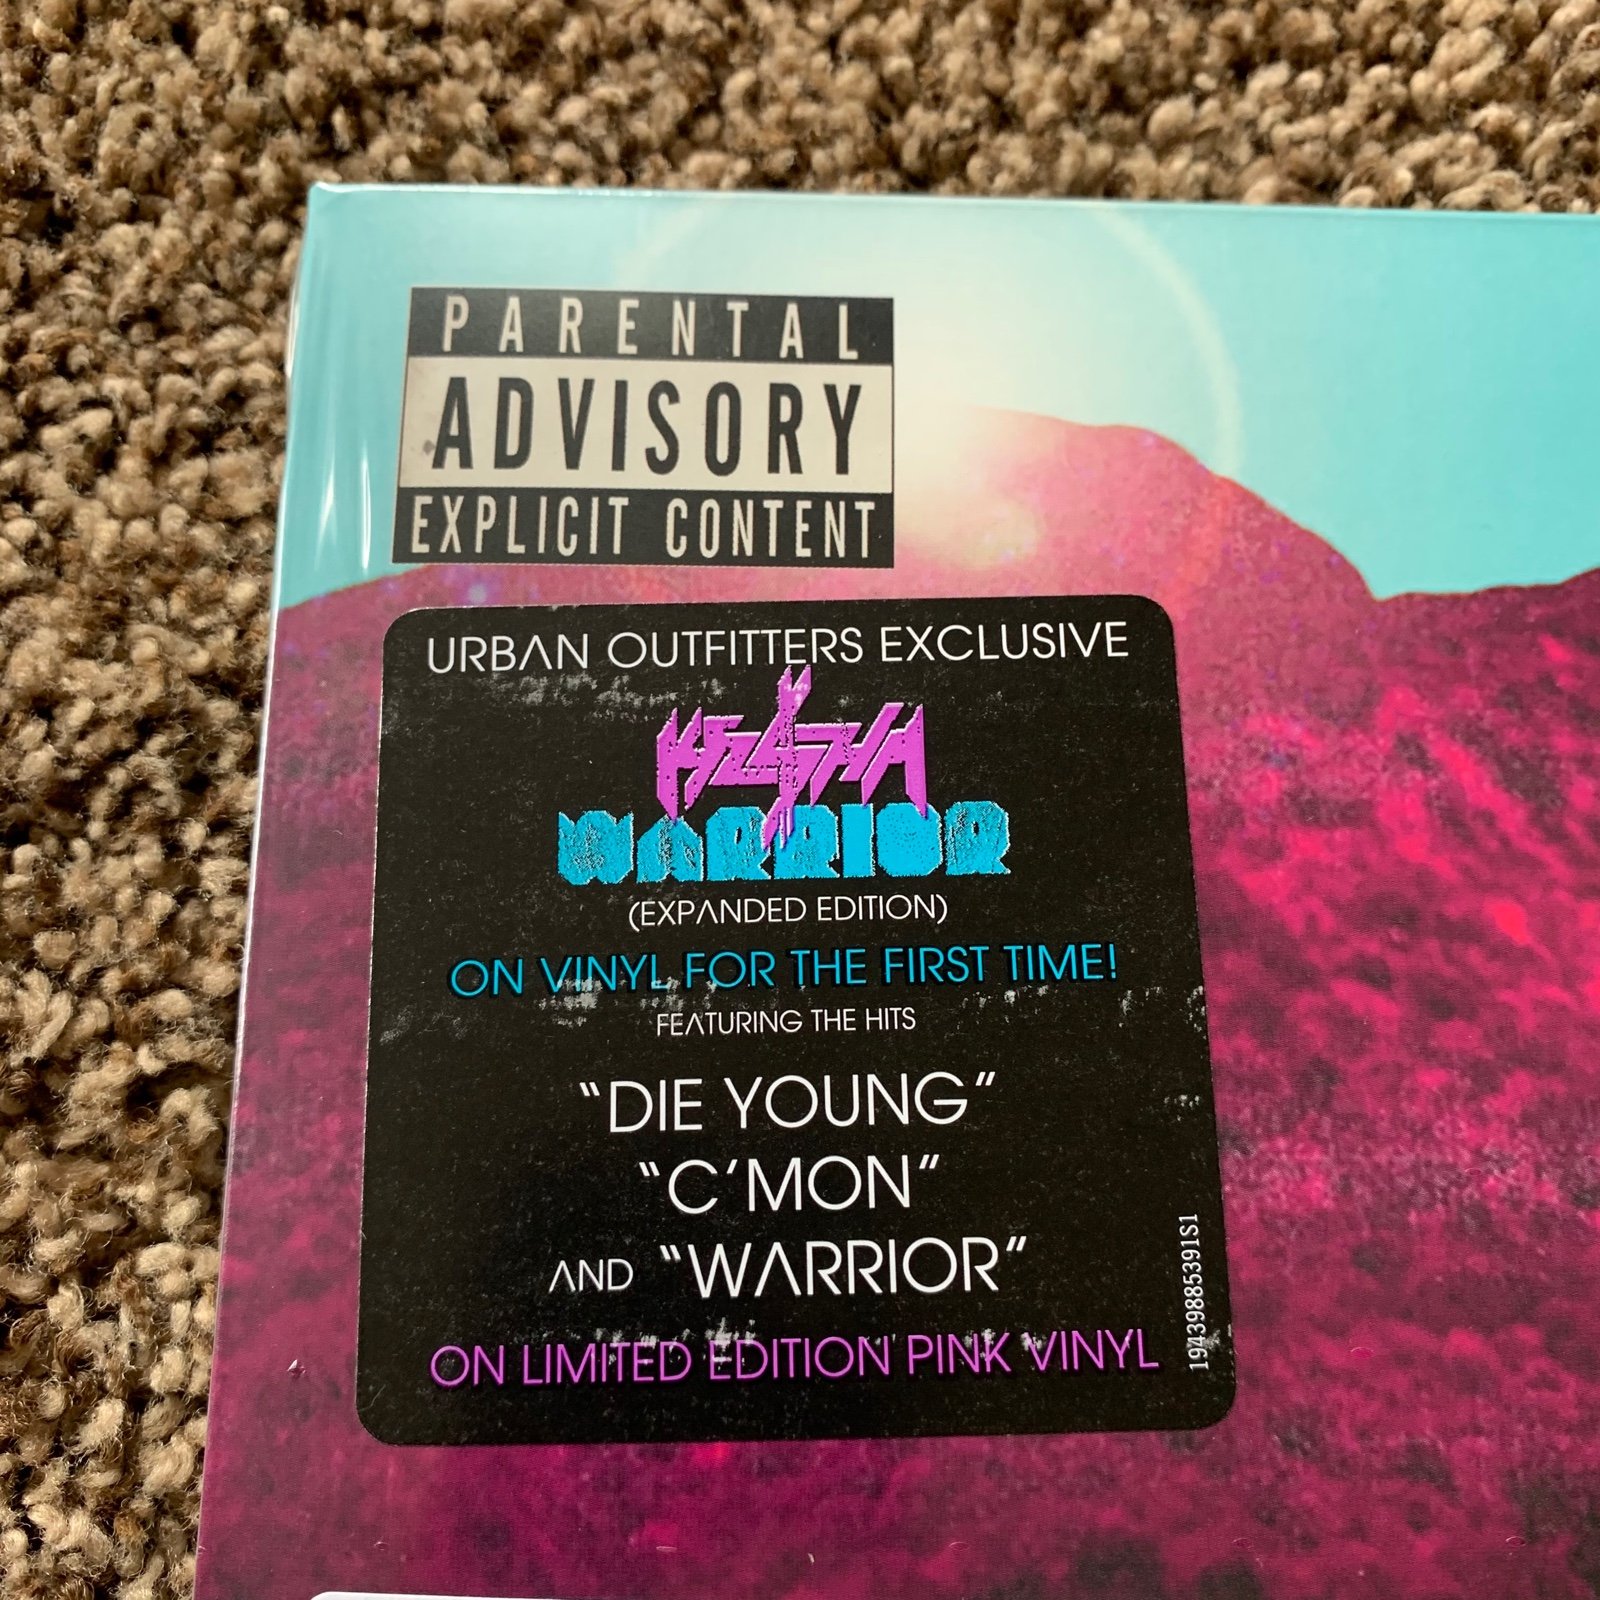 PARENTAL
ADVISORY
EXPLICIT CONTENT
URBAN OUTFITTERS EXCLUSIVE
KE$HA
WARRIOR
(EXPANDED EDITION)
ON VINYL FOR THE FIRST TIME!
FEATURING THE HITS
"DIE YOUNG"
"C'MON"
AND "WARRIOR"
ON LIMITED EDITION PINK VINYL
19439885391S1